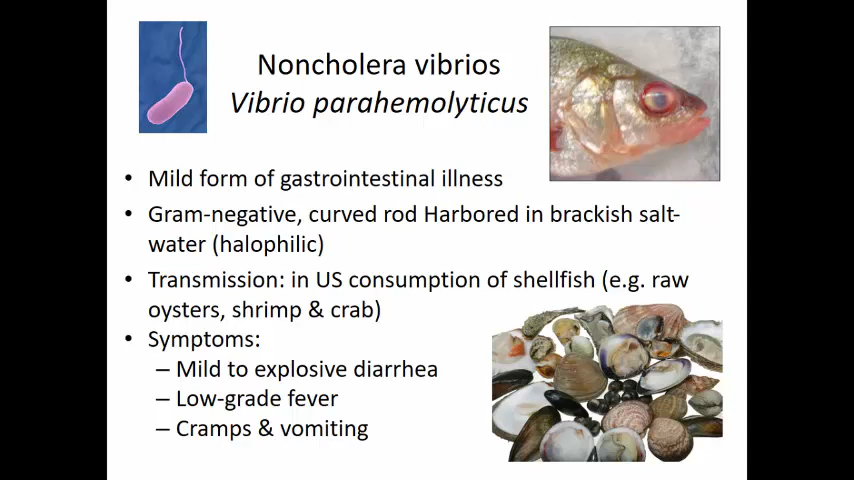 Noncholera vibrios
Vibrio parahemolyticus
• Mild form of gastrointestinal illness
• Gram-negative, curved rod Harbored in brackish salt-
water (halophilic)
• Transmission: in US consumption of shellfish (e.g. raw
oysters, shrimp & crab)
• Symptoms:
– Mild to explosive diarrhea
– Low-grade fever
– Cramps & vomiting